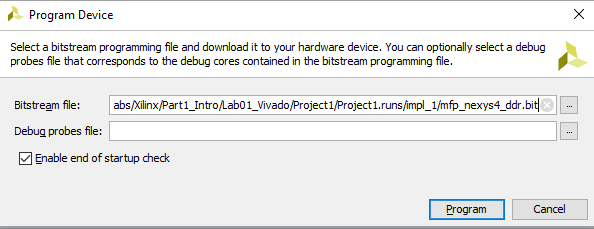 Program Device
Select a bitstream programming file and download it to your hardware device. You can optionally select a debug
probes file that corresponds to the debug cores contained in the bitstream programming file.
Bitstream file: abs/Xilinx/Part1_Intro/Lab01_Vivado/Project1/Project1.runs/impl_1/mfp_nexys4_ddr.bit ...
Debug probes file: ...
Enable end of startup check
Program Cancel